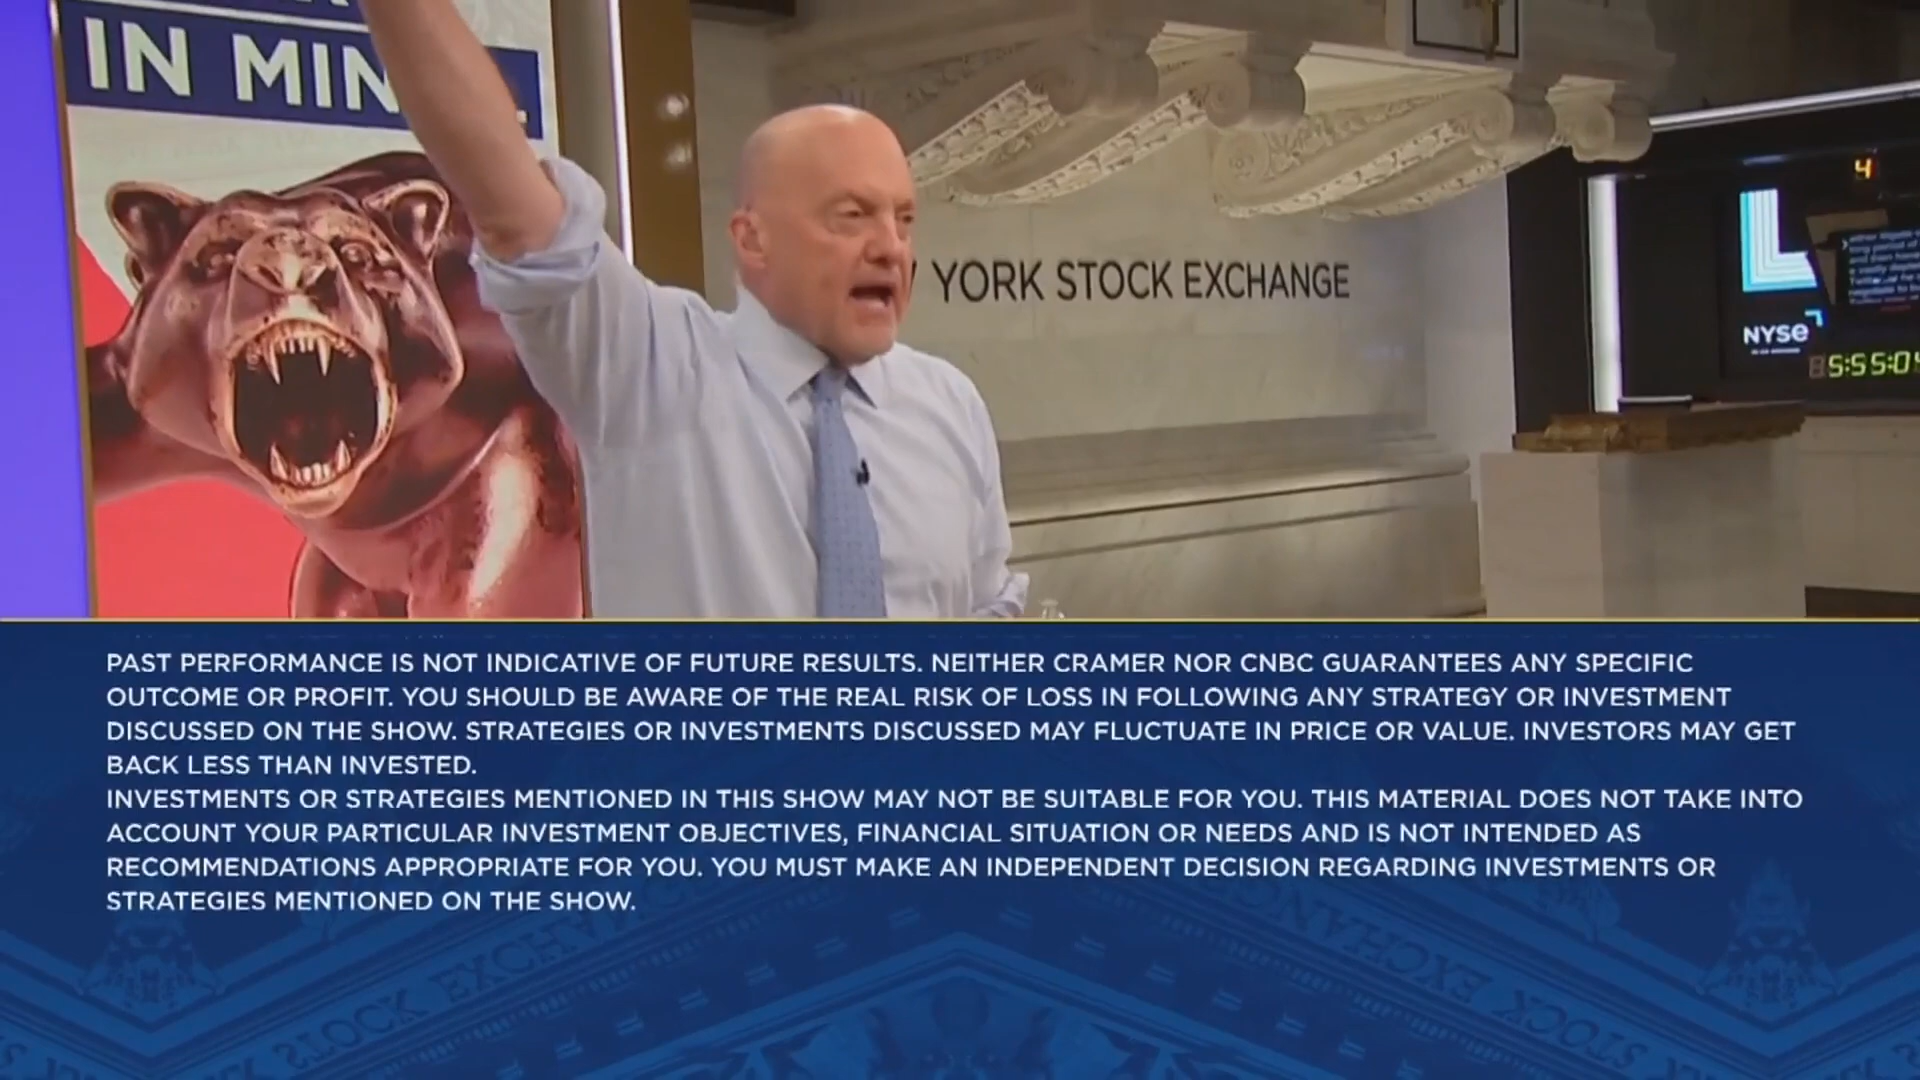 IN MIN
YORK STOCK EXCHANGE
4
NYSE
5:55:0
PAST PERFORMANCE IS NOT INDICATIVE OF FUTURE RESULTS. NEITHER CRAMER NOR CNBC GUARANTEES ANY SPECIFIC
OUTCOME OR PROFIT. YOU SHOULD BE AWARE OF THE REAL RISK OF LOSS IN FOLLOWING ANY STRATEGY OR INVESTMENT
DISCUSSED ON THE SHOW. STRATEGIES OR INVESTMENTS DISCUSSED MAY FLUCTUATE IN PRICE OR VALUE. INVESTORS MAY GET
BACK LESS THAN INVESTED.
INVESTMENTS OR STRATEGIES MENTIONED IN THIS SHOW MAY NOT BE SUITABLE FOR YOU. THIS MATERIAL DOES NOT TAKE INTO
ACCOUNT YOUR PARTICULAR INVESTMENT OBJECTIVES, FINANCIAL SITUATION OR NEEDS AND IS NOT INTENDED AS
RECOMMENDATIONS APPROPRIATE FOR YOU. YOU MUST MAKE AN INDEPENDENT DECISION REGARDING INVESTMENTS OR
STRATEGIES MENTIONED ON THE SHOW.
STOCK EXCHANGE